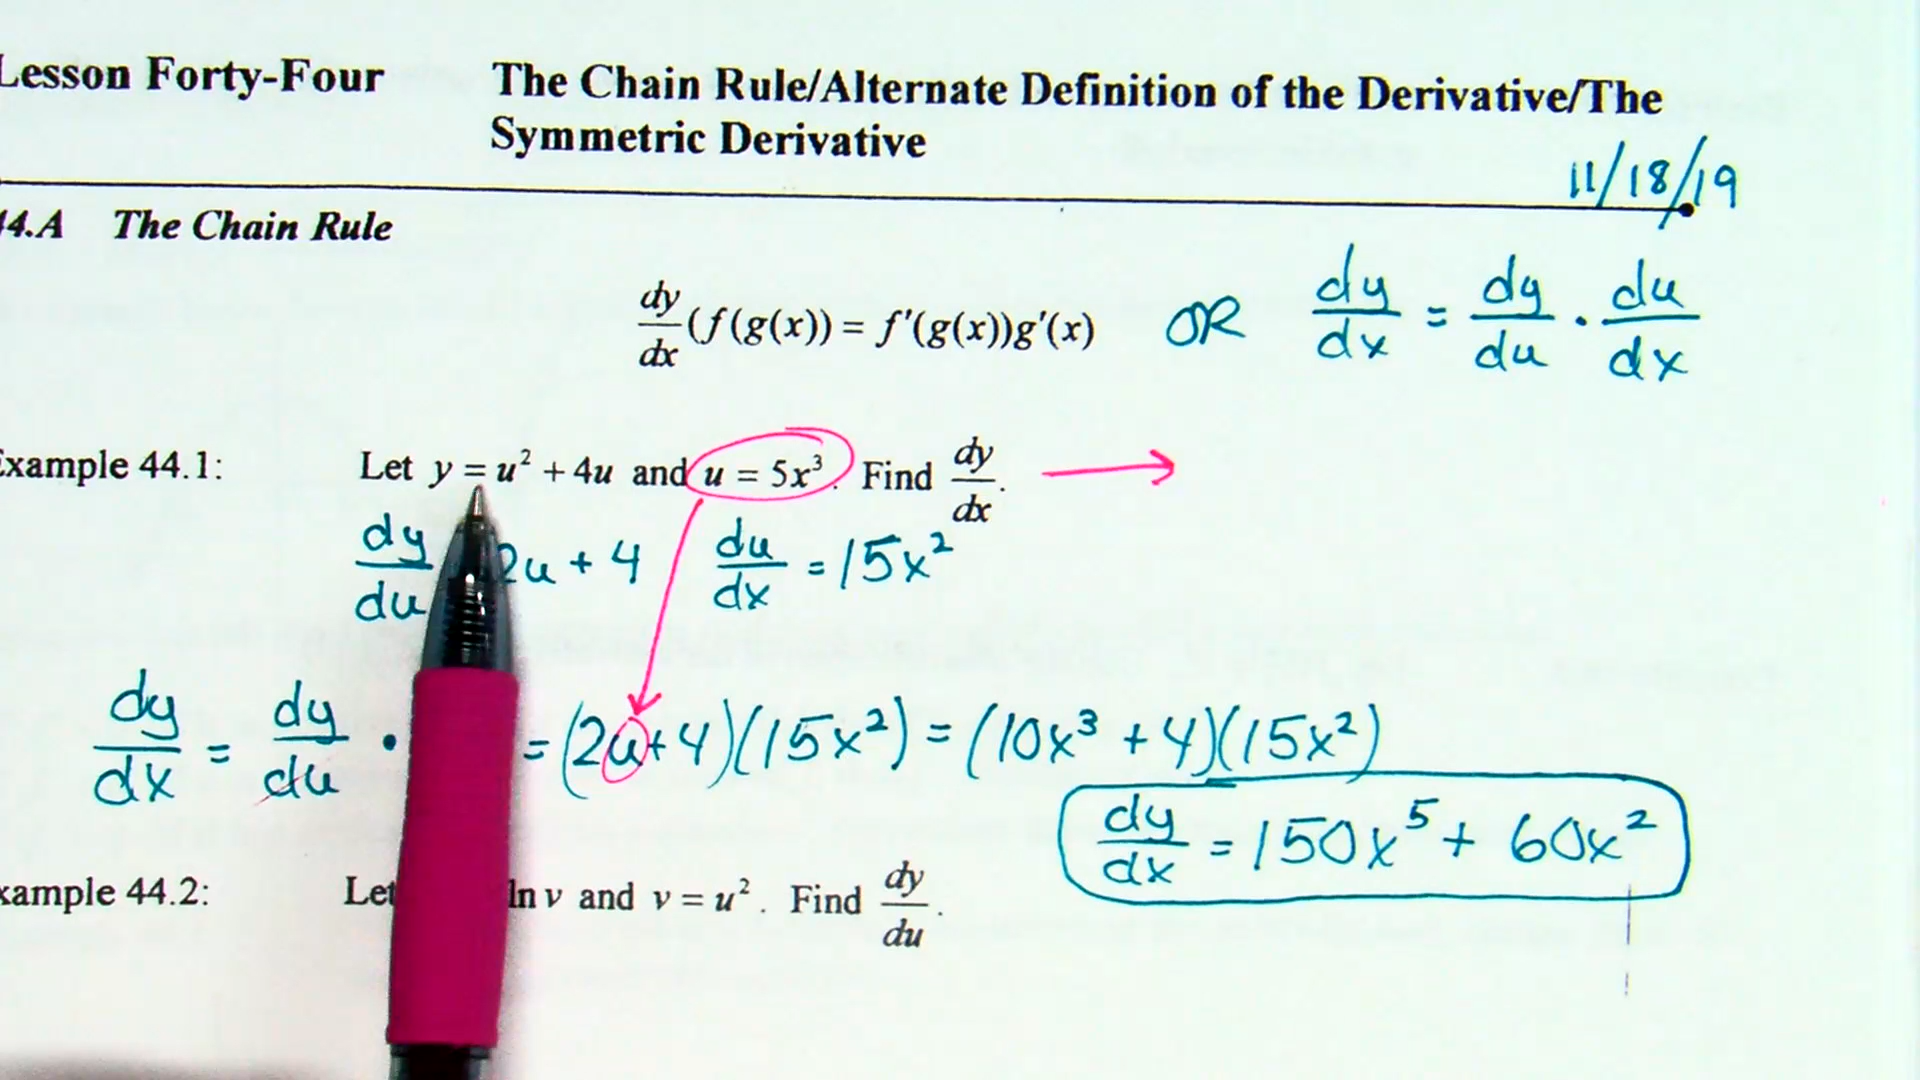 Lesson Forty-Four The Chain Rule/Alternate Definition of the Derivative/The
Symmetric Derivative
11/18/19
44.A The Chain Rule
dy/dx (f(g(x)) = f'(g(x))g'(x) OR dy/dx = dy/du · du/dx
Example 44.1: Let y = u² + 4u and u = 5x³. Find dy/dx.
dy/du 2u + 4 du/dx = 15x²
dy/dx = dy/du · = (2u+4)(15x²) = (10x³ + 4)(15x²)
dy/dx = 150x⁵ + 60x²
Example 44.2: Let ln v and v = u². Find dy/du.